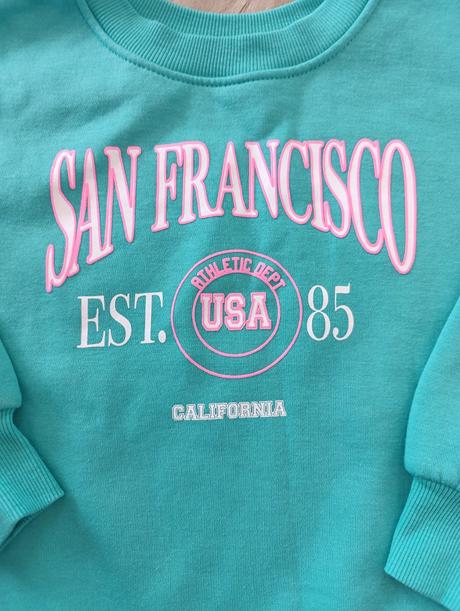 SAN FRANCISCO
ATHLETIC DEPT
EST. USA 85
CALIFORNIA